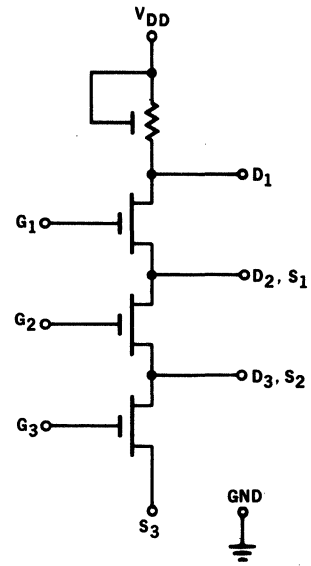 VDD
D1
G1
D2, S1
G2
D3, S2
G3
GND
S3